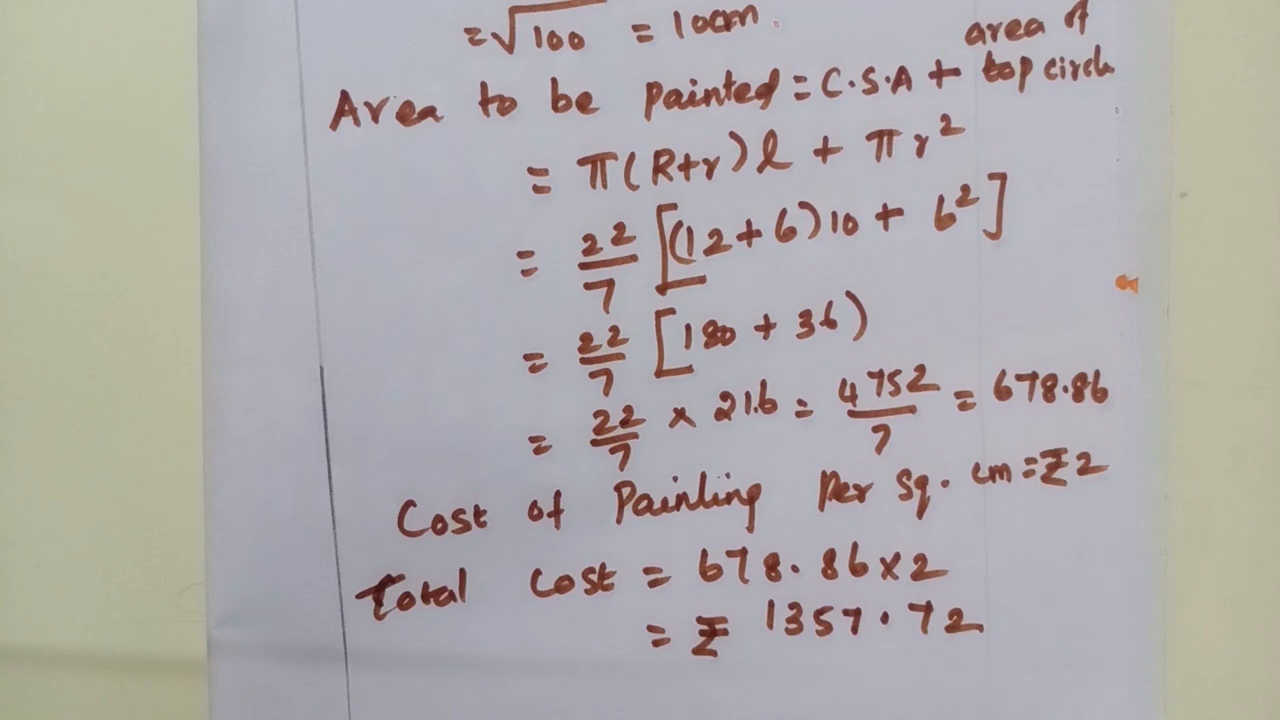 =√100 = 10cm.
Area to be painted = C.S.A + area of top circle
= π(R+r)l + πr²
= 22/7 [(12+6)10 + 6²]
= 22/7 [180 + 36)
= 22/7 × 216 = 4752/7 = 678.86
Cost of Painting Per Sq. cm = ₹2
Total Cost = 678.86×2
= ₹ 1357.72